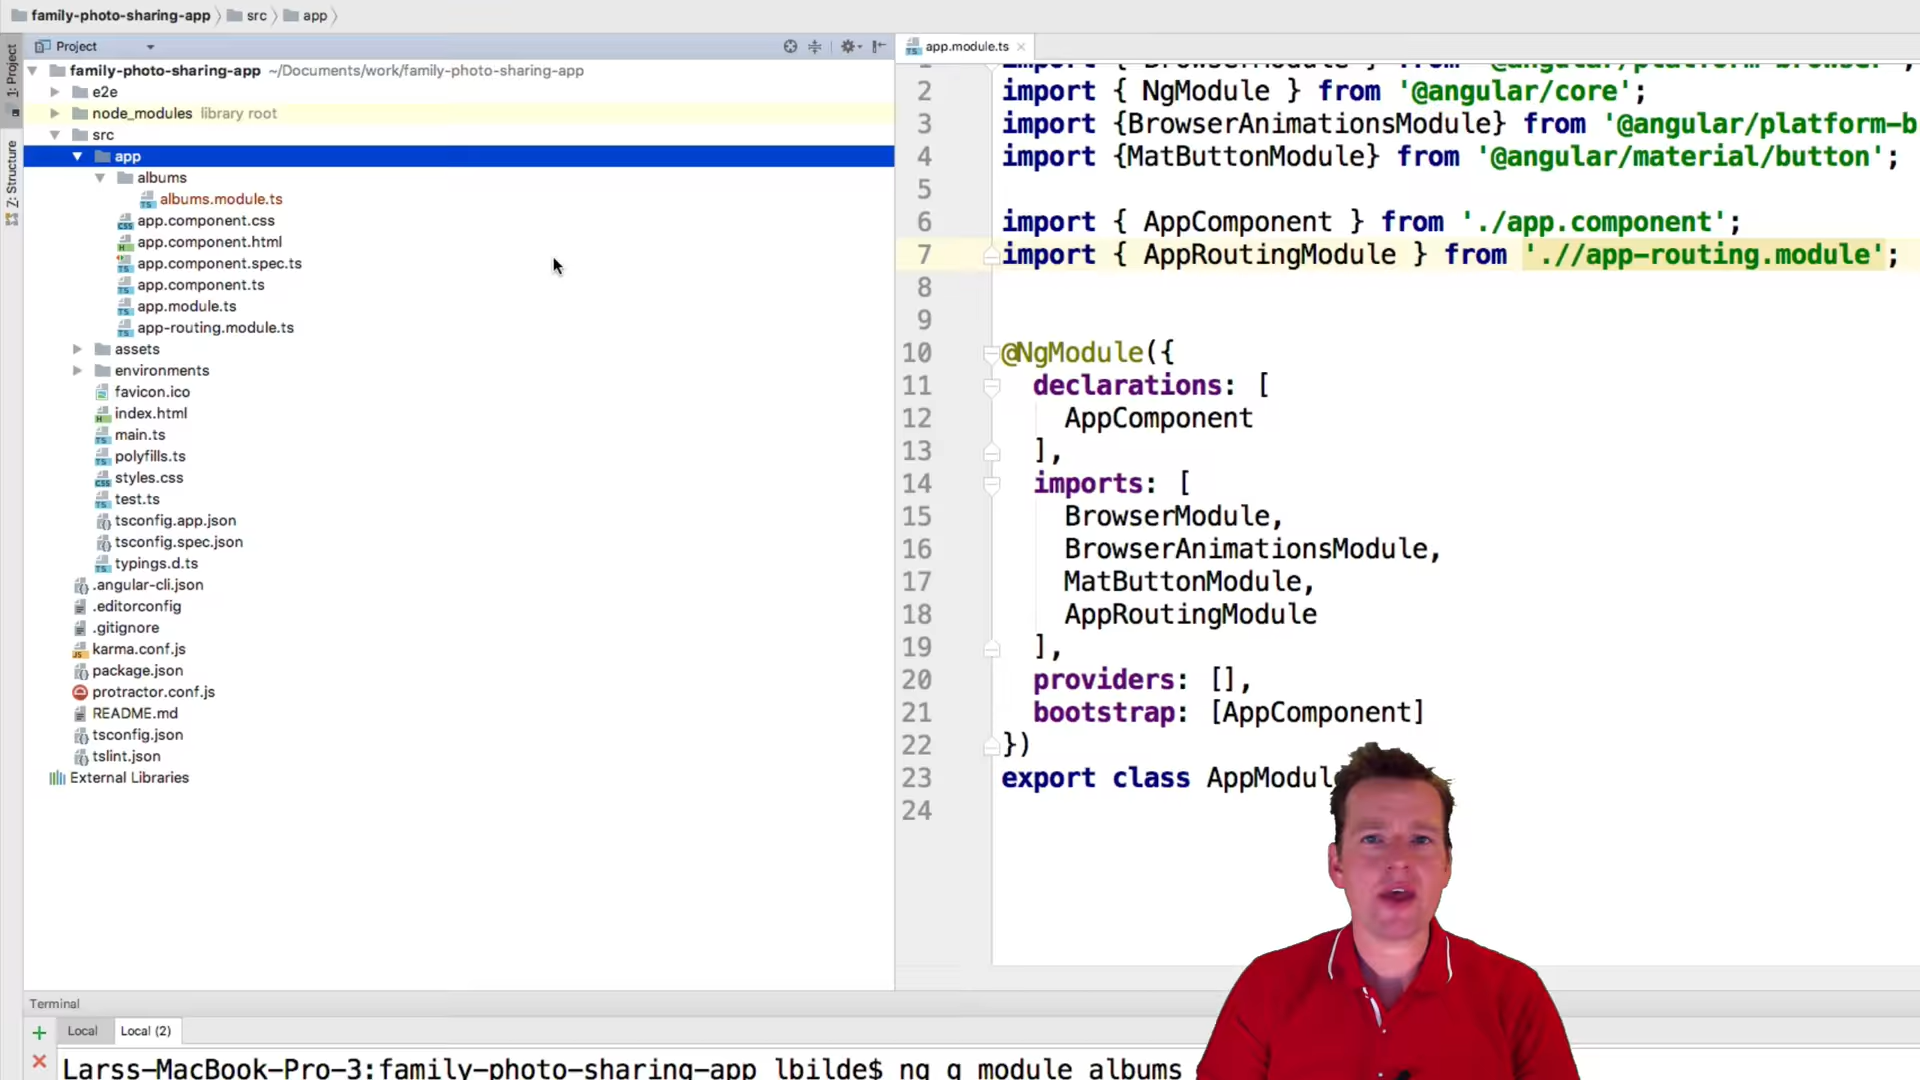 family-photo-sharing-app
src
app
Project
app.module.ts
1: Project
Z: Structure
family-photo-sharing-app ~/Documents/work/family-photo-sharing-app
e2e
node_modules library root
src
app
albums
albums.module.ts
app.component.css
app.component.html
app.component.spec.ts
app.component.ts
app.module.ts
app-routing.module.ts
assets
environments
favicon.ico
index.html
main.ts
polyfills.ts
styles.css
test.ts
tsconfig.app.json
tsconfig.spec.json
typings.d.ts
.angular-cli.json
.editorconfig
.gitignore
karma.conf.js
package.json
protractor.conf.js
README.md
tsconfig.json
tslint.json
External Libraries
1 import { BrowserModule } from '@angular/platform-browser';
2 import { NgModule } from '@angular/core';
3 import {BrowserAnimationsModule} from '@angular/platform-b
4 import {MatButtonModule} from '@angular/material/button';
5
6 import { AppComponent } from './app.component';
7 import { AppRoutingModule } from './/app-routing.module';
8
9
10 @NgModule({
11 declarations: [
12 AppComponent
13 ],
14 imports: [
15 BrowserModule,
16 BrowserAnimationsModule,
17 MatButtonModule,
18 AppRoutingModule
19 ],
20 providers: [],
21 bootstrap: [AppComponent]
22 })
23 export class AppModul
24
Terminal
Local
Local (2)
Larss-MacBook-Pro-3:family-photo-sharing-app lbilde$ ng g module albums